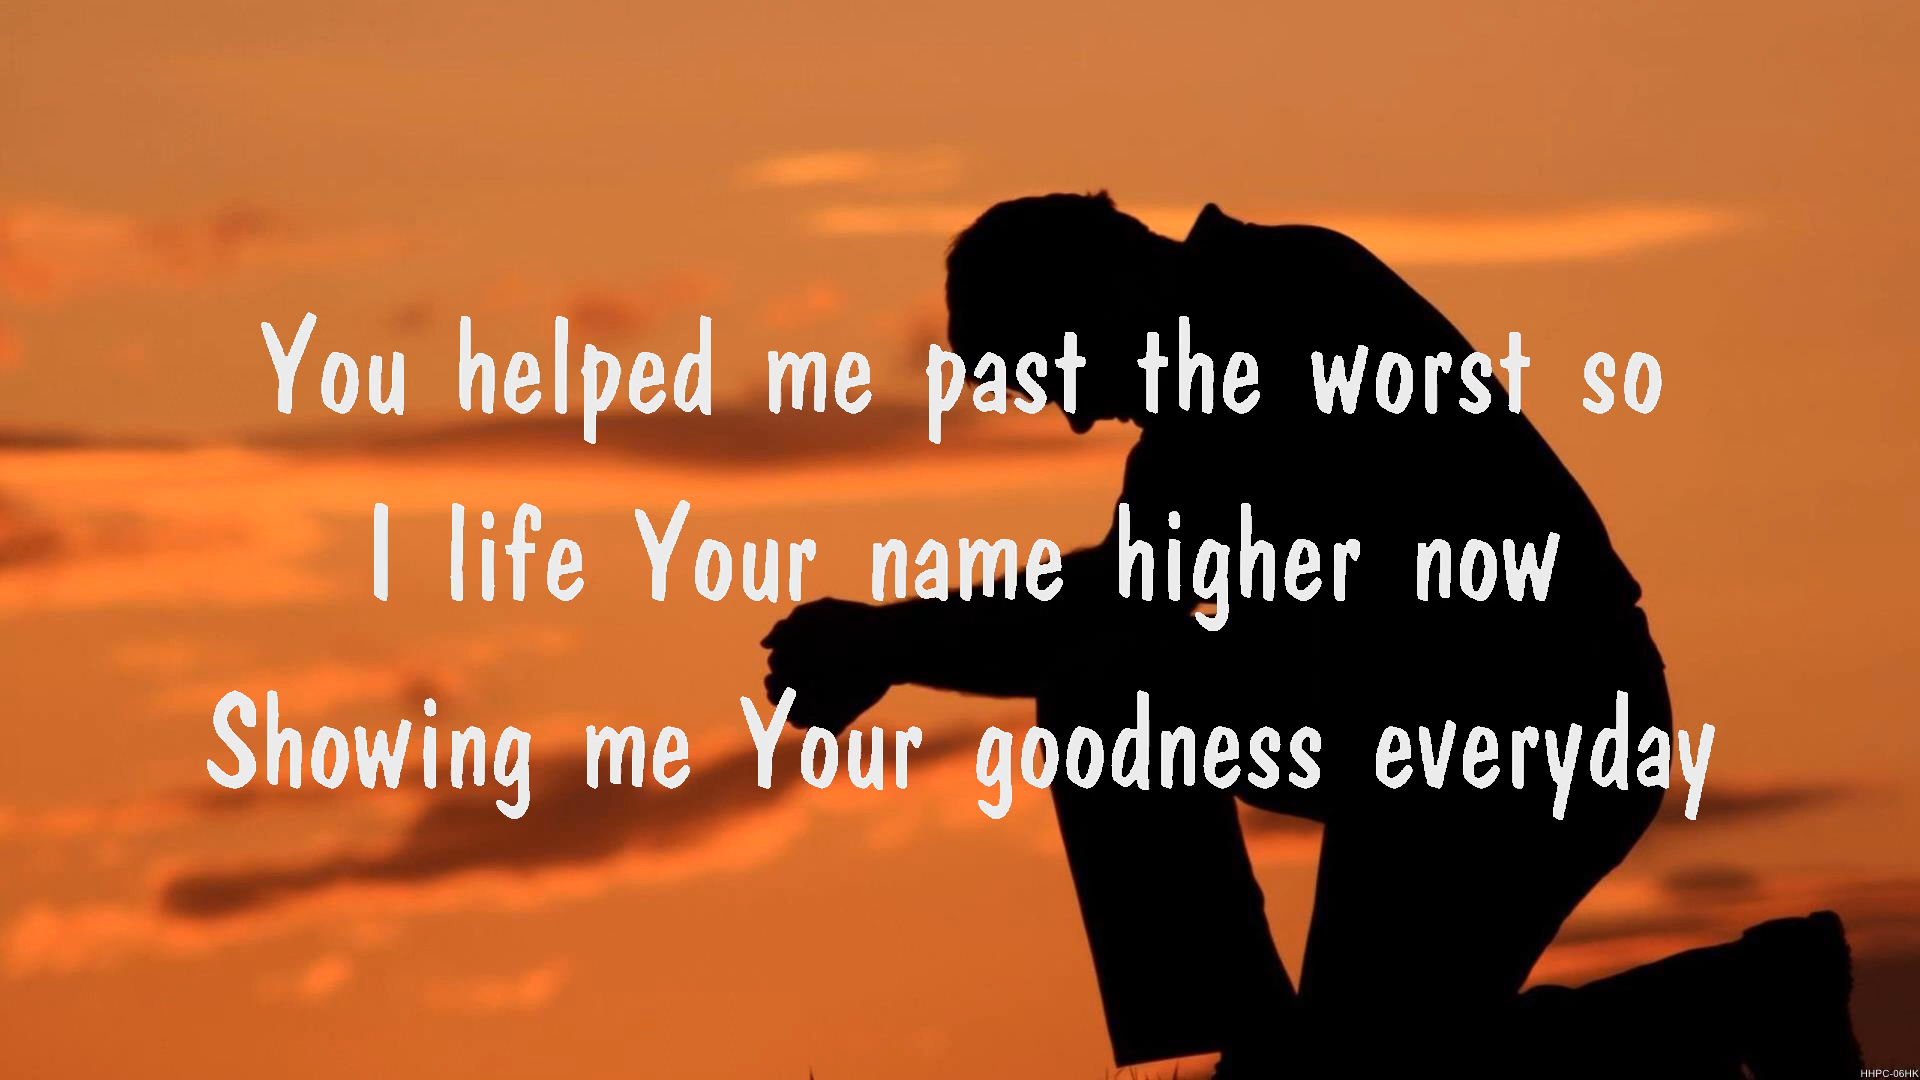 You helped me past the worst so
I life Your name higher now
Showing me Your goodness everyday
HHPC-06HK